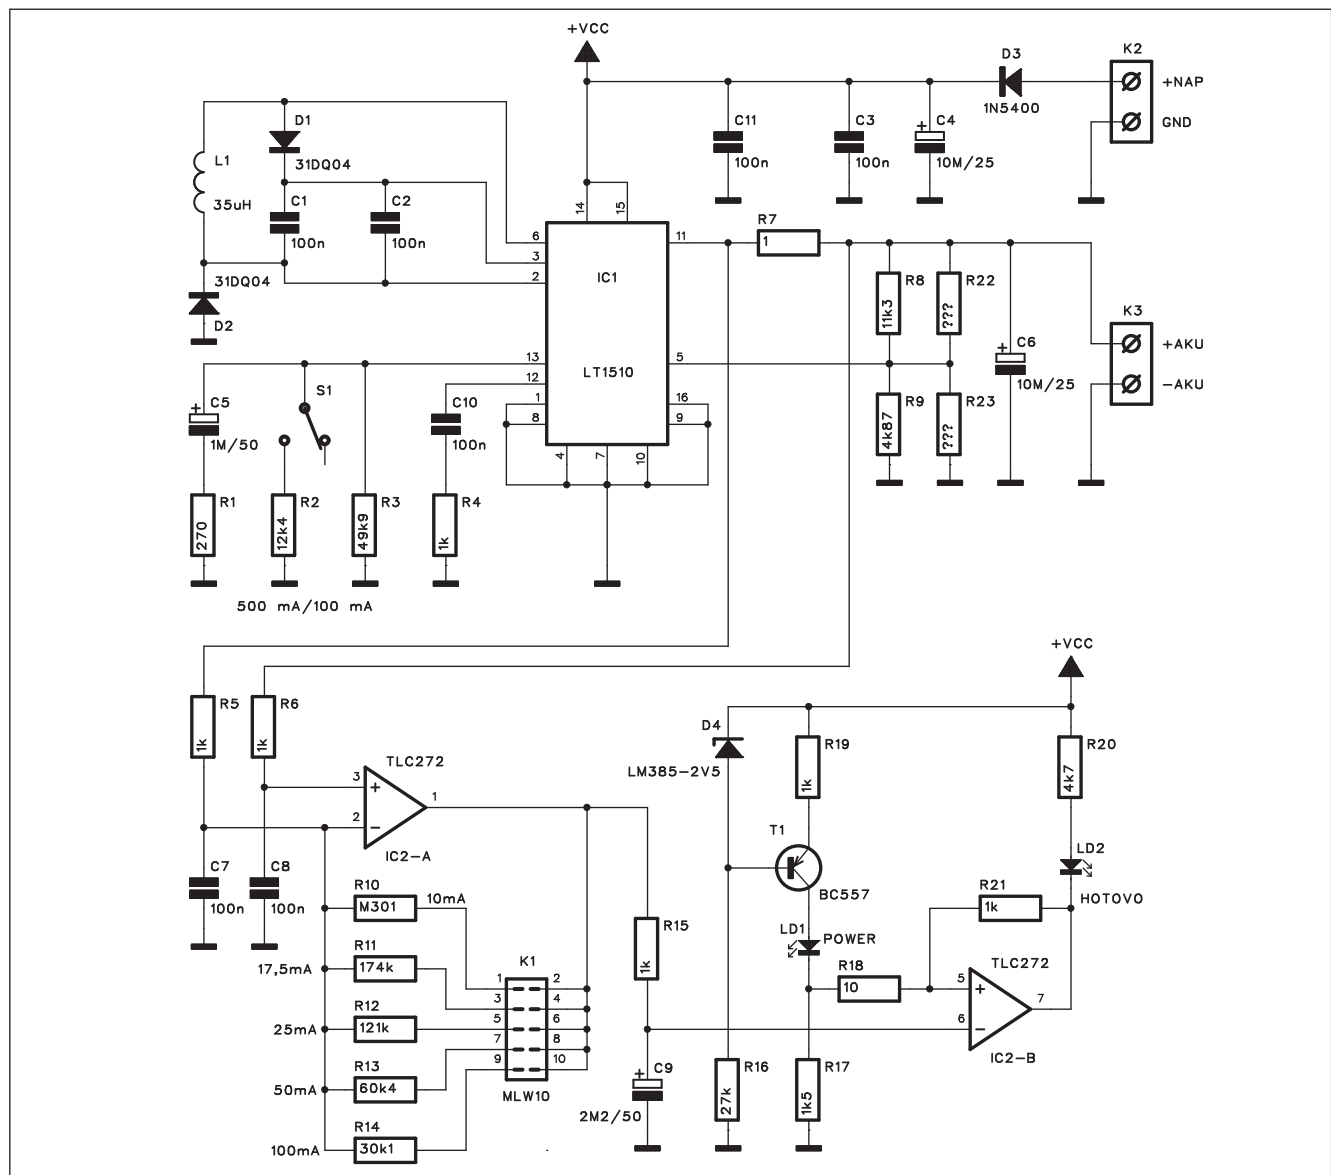 +VCC
D3
K2
+NAP
1N5400
GND
D1
31DQ04
L1
35uH
C1
100n
C2
100n
C11
100n
C3
100n
+
C4
10M/25
14
15
R7
1
6
3
2
11
IC1
31DQ04
D2
R8
11k3
R22
???
K3
+AKU
-AKU
+
C6
10M/25
13
12
1
8
LT1510
5
16
9
4
7
10
S1
+
C5
1M/50
C10
100n
R9
4k87
R23
???
R1
270
R2
12k4
R3
49k9
R4
1k
500 mA/100 mA
+VCC
R5
1k
R6
1k
D4
LM385-2V5
R19
1k
R20
4k7
TLC272
3
+
2
-
1
IC2-A
T1
BC557
LD2
HOTOVO
C7
100n
C8
100n
R10
M301
10mA
R15
1k
LD1
POWER
R21
1k
R11
174k
17,5mA
K1
1
2
3
4
5
6
7
8
9
10
MLW10
R18
10
TLC272
5
+
6
-
7
IC2-B
R12
121k
25mA
R13
60k4
50mA
R14
30k1
100mA
+
C9
2M2/50
R16
27k
R17
1k5